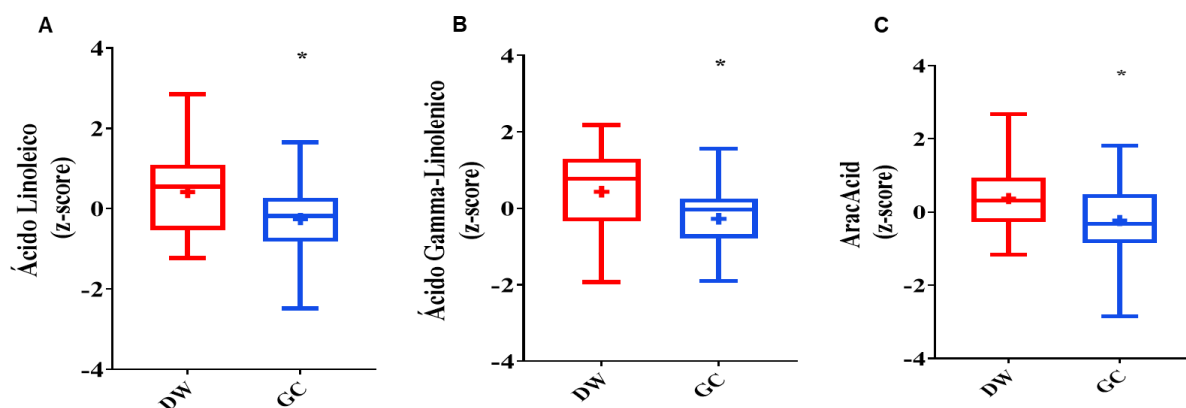 A
Ácido Linoleico
(z-score)
4
2
0
-2
-4
*
DW
GC
B
Ácido Gamma-Linolenico
(z-score)
4
2
0
-2
-4
*
DW
GC
C
AracAcid
(z-score)
4
2
0
-2
-4
*
DW
GC